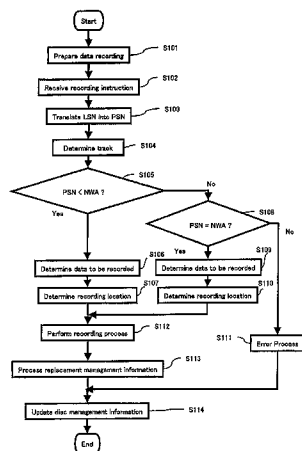 Start
S101
Prepare data recording
S102
Receive recording instruction
S103
Translate LSN into PSN
S104
Determine track
S105
PSN < NWA ?
No
S108
Yes
PSN = NWA ?
No
Yes
S106
S109
Determine data to be recorded
Determine data to be recorded
S107
S110
Determine recording location
Determine recording location
S112
S111
Perform recording process
Error Process
S113
Process replacement management information
S114
Update disc management information
End